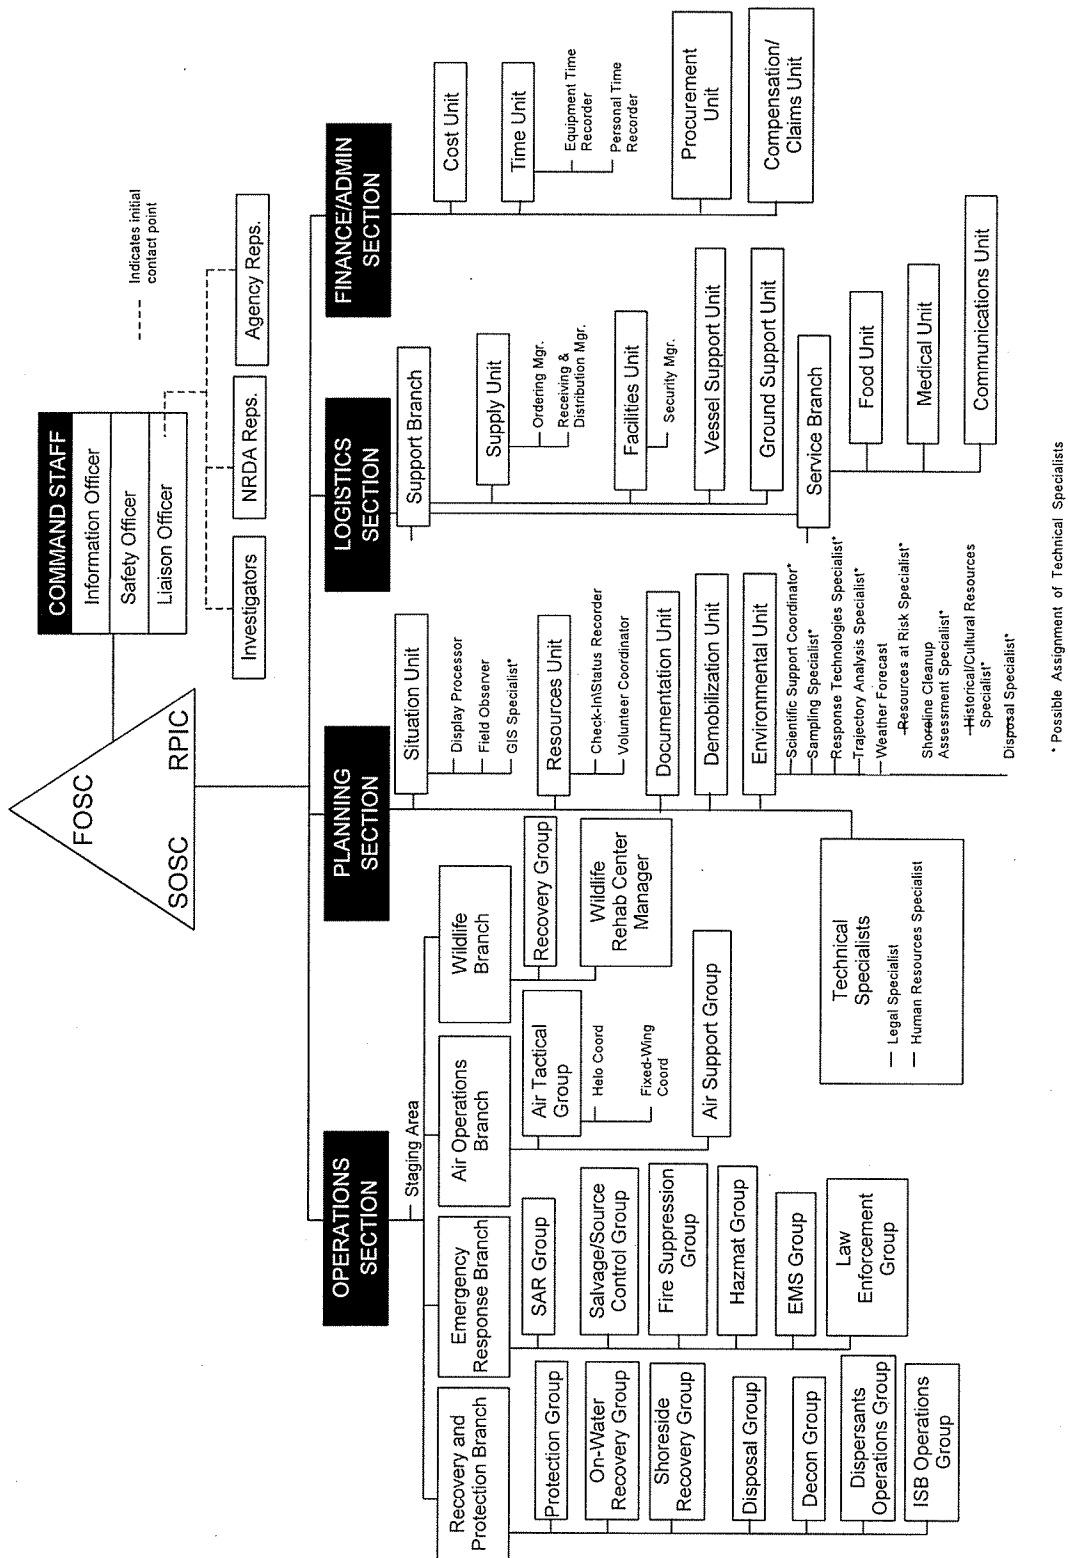 FOSC
SOSC
RPIC
COMMAND STAFF
Information Officer
Safety Officer
Liaison Officer
---- Indicates initial
contact point
Investigators
NRDA Reps.
Agency Reps.
OPERATIONS
SECTION
Staging Area
Recovery and
Protection Branch
Protection Group
On-Water
Recovery Group
Shoreside
Recovery Group
Disposal Group
Decon Group
Dispersants
Operations Group
ISB Operations
Group
Emergency
Response Branch
SAR Group
Salvage/Source
Control Group
Fire Suppression
Group
Hazmat Group
EMS Group
Law
Enforcement
Group
Air Operations
Branch
Air Tactical
Group
Helo Coord
Fixed-Wing
Coord
Air Support Group
Wildlife
Branch
Recovery Group
Wildlife
Rehab Center
Manager
PLANNING
SECTION
Situation Unit
Display Processor
Field Observer
GIS Specialist*
Resources Unit
Check-In\Status Recorder
Volunteer Coordinator
Documentation Unit
Demobilization Unit
Environmental Unit
Scientific Support Coordinator*
Sampling Specialist*
Response Technologies Specialist*
Trajectory Analysis Specialist*
Weather Forecast
Resources at Risk Specialist*
Shoreline Cleanup
Assessment Specialist*
Historical/Cultural Resources
Specialist*
Disposal Specialist*
Technical
Specialists
Legal Specialist
Human Resources Specialist
LOGISTICS
SECTION
Support Branch
Supply Unit
Ordering Mgr.
Receiving &
Distribution Mgr.
Facilities Unit
Security Mgr.
Vessel Support Unit
Ground Support Unit
Service Branch
Food Unit
Medical Unit
Communications Unit
FINANCE/ADMIN
SECTION
Cost Unit
Time Unit
Equipment Time
Recorder
Personal Time
Recorder
Procurement
Unit
Compensation/
Claims Unit
* Possible Assignment of Technical Specialists